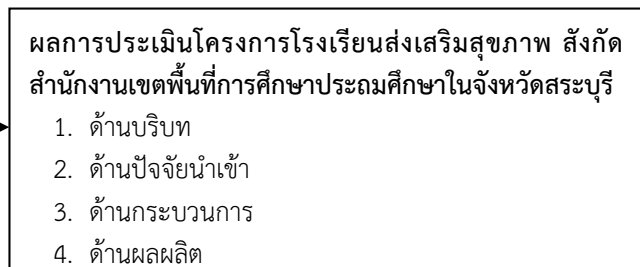 ผลการประเมินโครงการโรงเรียนส่งเสริมสุขภาพ สังกัด
สำนักงานเขตพื้นที่การศึกษาประถมศึกษาในจังหวัดสระบุรี
1. ด้านบริบท
2. ด้านปัจจัยนำเข้า
3. ด้านกระบวนการ
4. ด้านผลผลิต